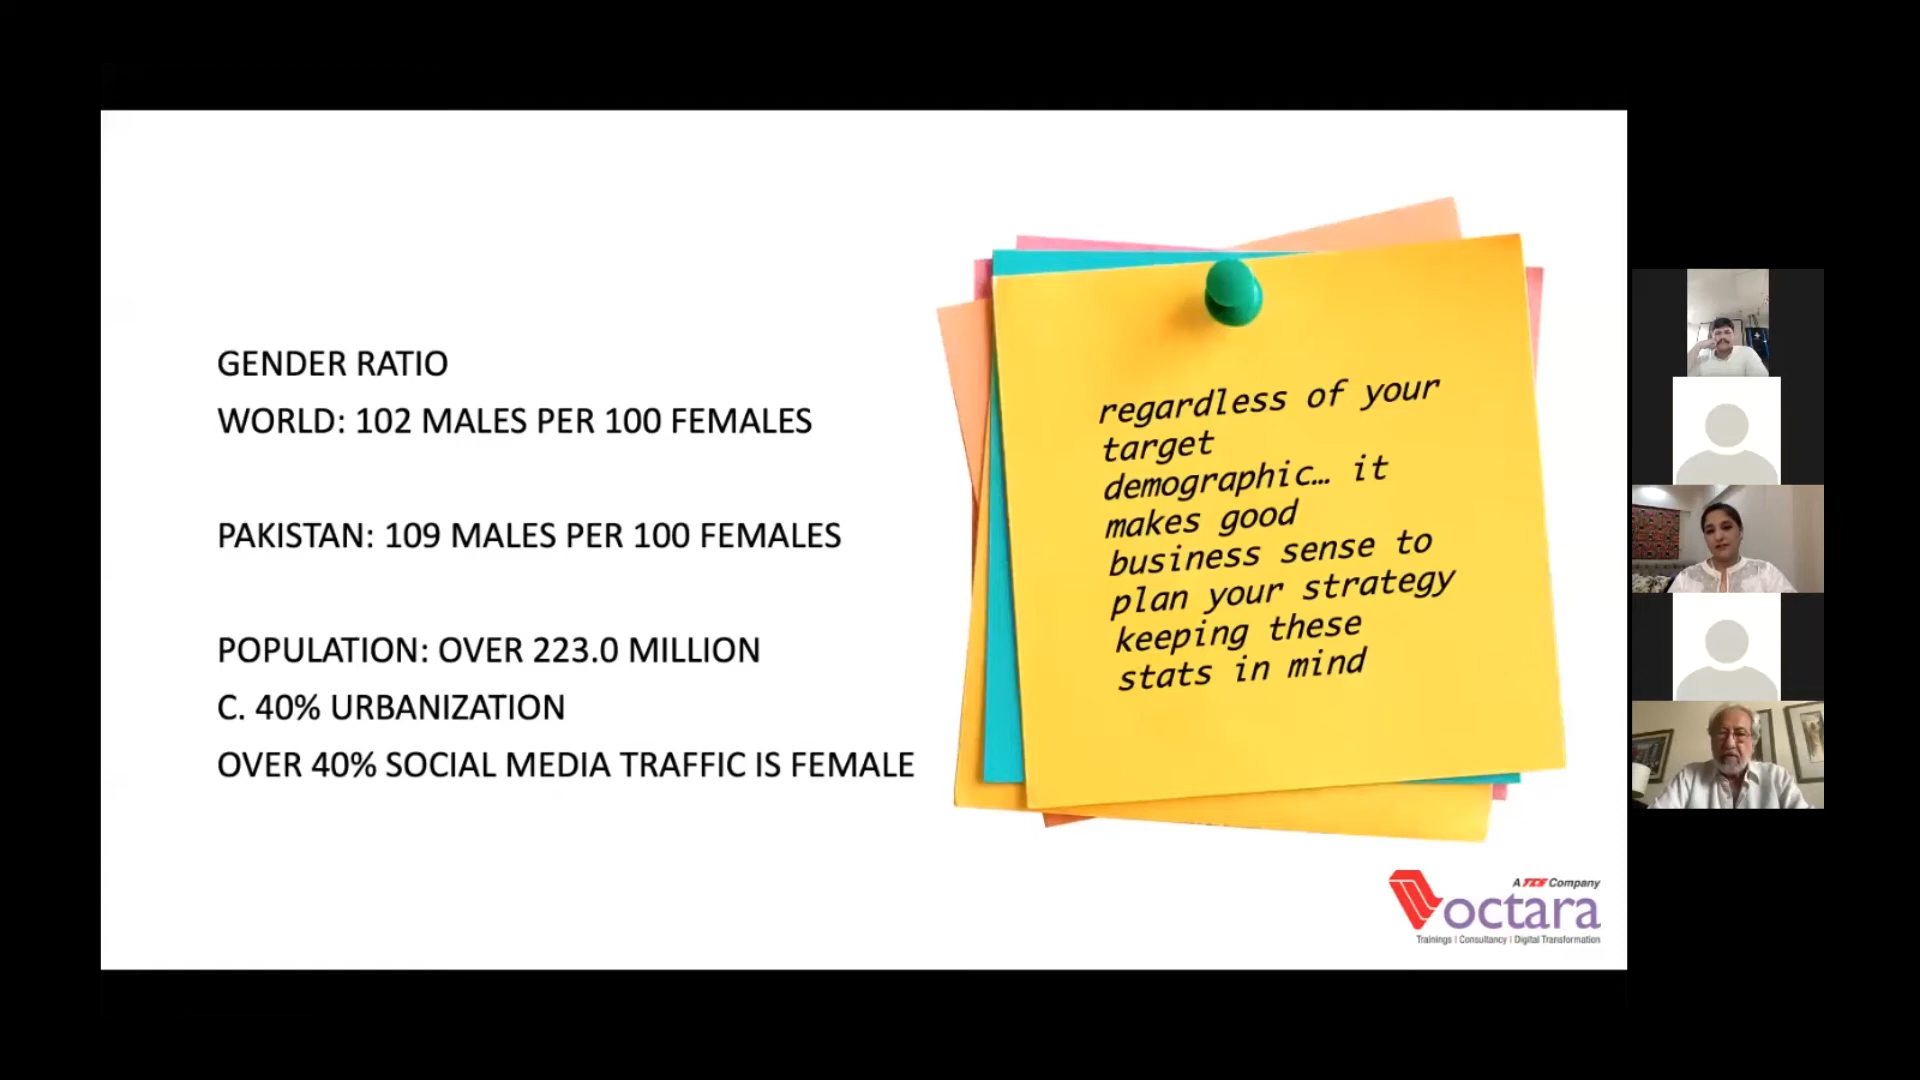 GENDER RATIO
WORLD: 102 MALES PER 100 FEMALES
PAKISTAN: 109 MALES PER 100 FEMALES
POPULATION: OVER 223.0 MILLION
C. 40% URBANIZATION
OVER 40% SOCIAL MEDIA TRAFFIC IS FEMALE
regardless of your
target
demographic… it
makes good
business sense to
plan your strategy
keeping these
stats in mind
A TCS Company
octara
Trainings | Consultancy | Digital Transformation